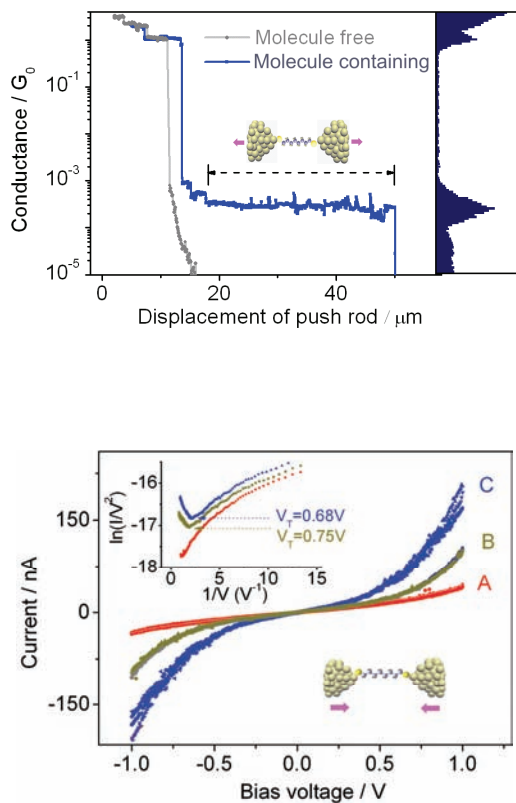 Conductance / G₀
10⁻¹
10⁻³
10⁻⁵
Molecule free
Molecule containing
0 20 40
Displacement of push rod / μm
Current / nA
150
0
-150
-1.0 -0.5 0.0 0.5 1.0
Bias voltage / V
C
B
A
ln(I/V²)
-16
-17
-18
V_T=0.68V
V_T=0.75V
0 5 10 15
1/V (V⁻¹)